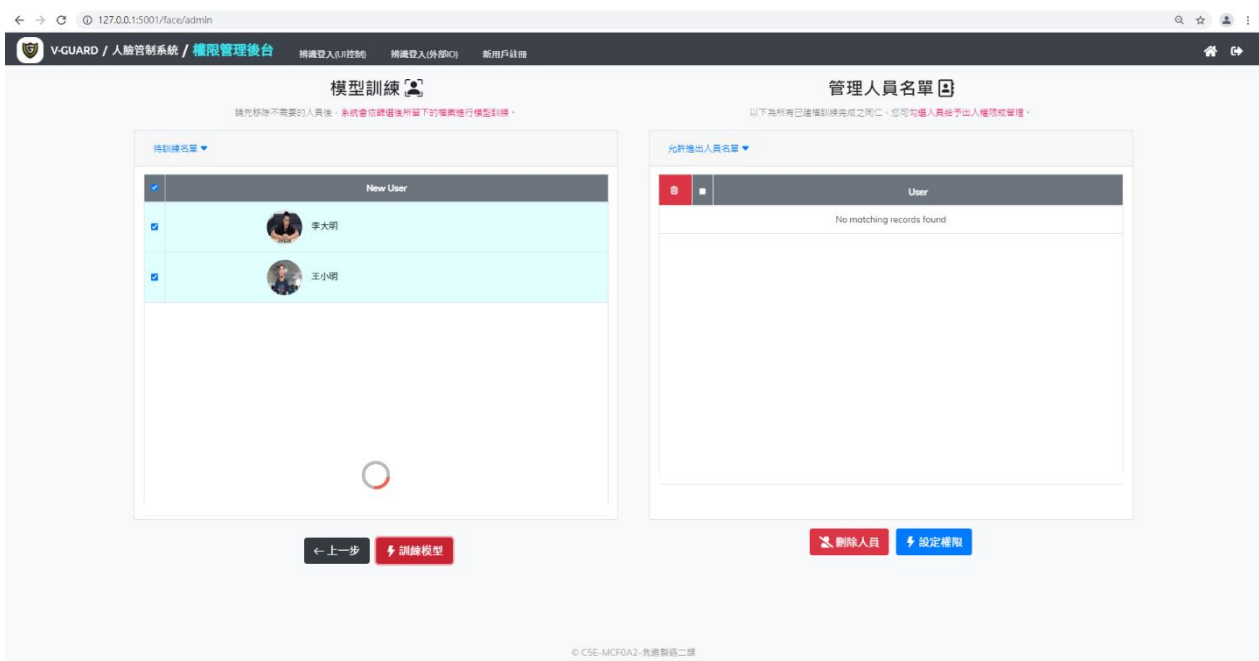 127.0.0.1:5001/face/admin
V-GUARD / 人臉管制系統 / 權限管理後台 辨識登入(UI控制) 辨識登入(外部IO) 新用戶註冊
模型訓練
請先移除不需要的人員後，系統會依篩選後所留下的檔案進行模型訓練。
待訓練名單
New User
李大明
王小明
←上一步
訓練模型
管理人員名單
以下為所有已建檔訓練完成之同仁，您可勾選人員給予出入權限或管理。
允許進出人員名單
User
No matching records found
刪除人員
設定權限
© C5E-MCF0A2-先進製造二課